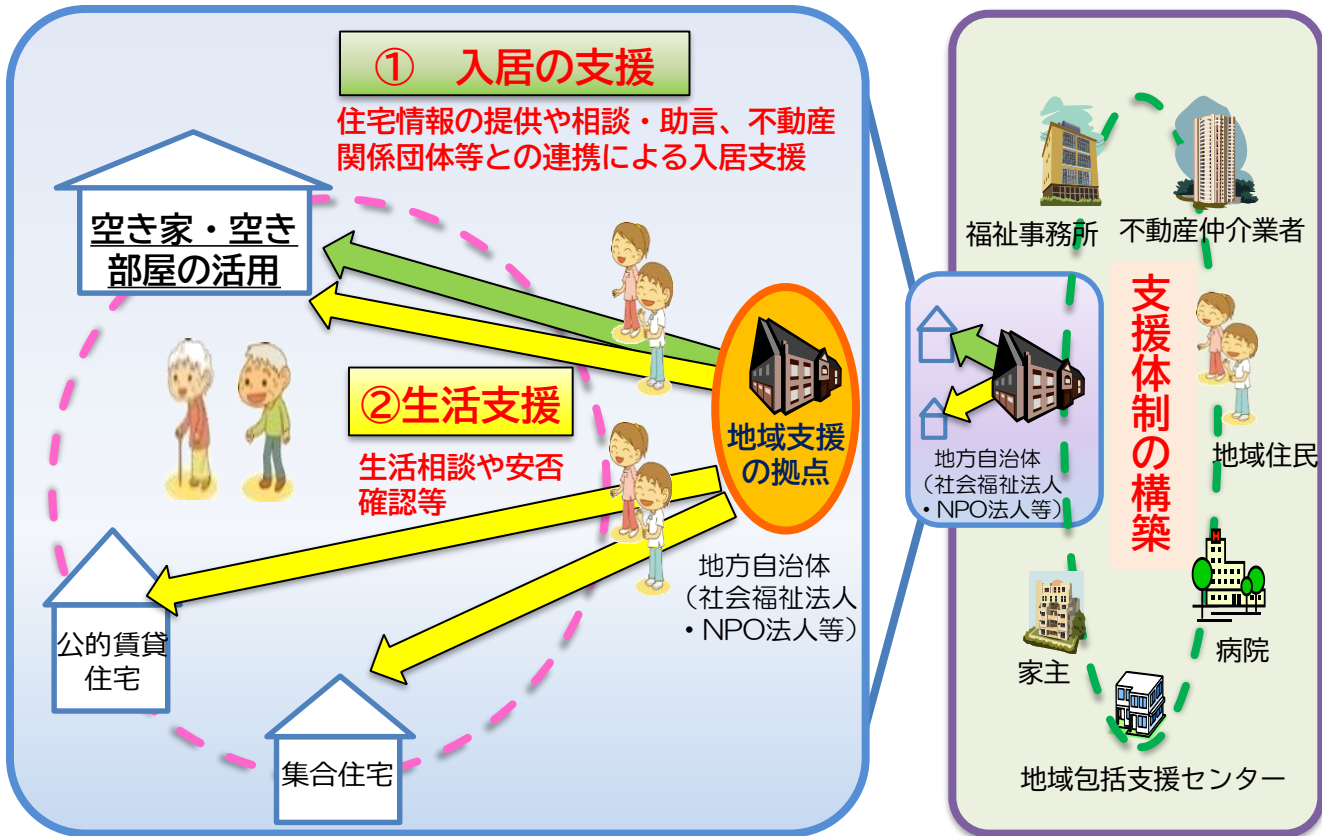 ① 入居の支援
住宅情報の提供や相談・助言、不動産
関係団体等との連携による入居支援
空き家・空き
部屋の活用
②生活支援
生活相談や安否
確認等
地域支援
の拠点
地方自治体
（社会福祉法人
・NPO法人等）
公的賃貸
住宅
集合住宅
福祉事務所
不動産仲介業者
支援体制の構築
地方自治体
（社会福祉法人
・NPO法人等）
地域住民
H
病院
家主
地域包括支援センター